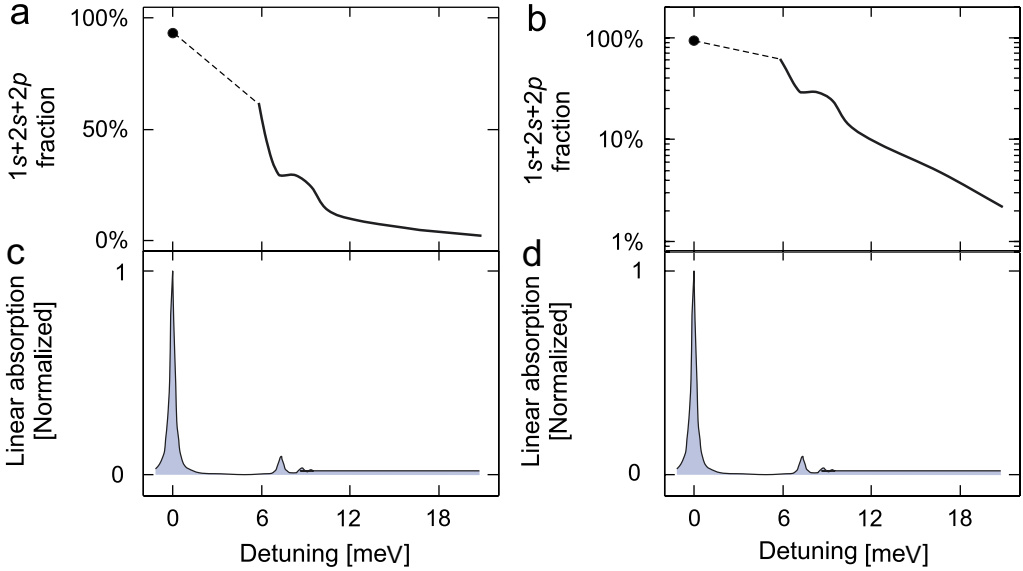 a
100%
50%
0%
1s+2s+2p
fraction
b
100%
10%
1%
1s+2s+2p
fraction
c
1
0
Linear absorption
[Normalized]
0 6 12 18
Detuning [meV]
d
1
0
Linear absorption
[Normalized]
0 6 12 18
Detuning [meV]